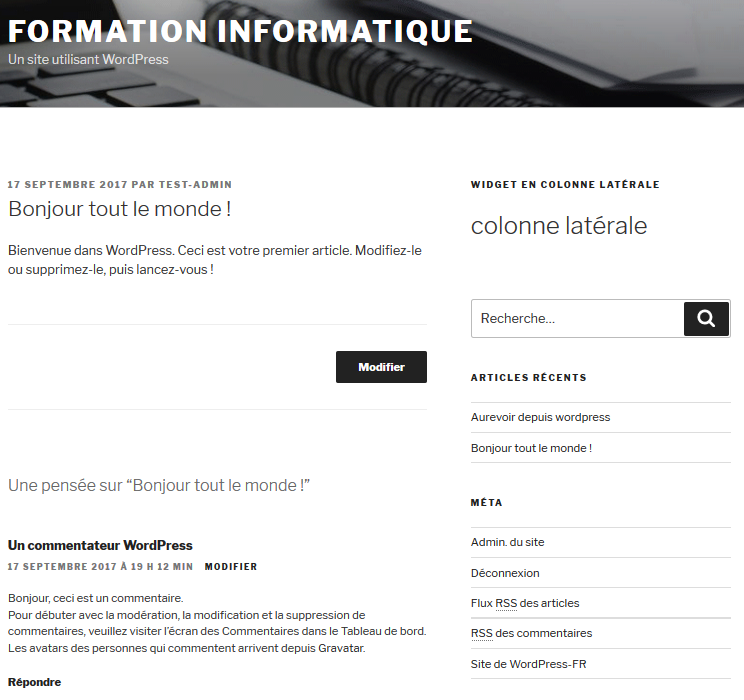 FORMATION INFORMATIQUE
Un site utilisant WordPress
17 SEPTEMBRE 2017 PAR TEST-ADMIN
Bonjour tout le monde !
Bienvenue dans WordPress. Ceci est votre premier article. Modifiez-le
ou supprimez-le, puis lancez-vous !
Modifier
Une pensée sur “Bonjour tout le monde !”
Un commentateur WordPress
17 SEPTEMBRE 2017 À 19 H 12 MIN MODIFIER
Bonjour, ceci est un commentaire.
Pour débuter avec la modération, la modification et la suppression de
commentaires, veuillez visiter l’écran des Commentaires dans le Tableau de bord.
Les avatars des personnes qui commentent arrivent depuis Gravatar.
Répondre
WIDGET EN COLONNE LATÉRALE
colonne latérale
Recherche…
ARTICLES RÉCENTS
Aurevoir depuis wordpress
Bonjour tout le monde !
MÉTA
Admin. du site
Déconnexion
Flux RSS des articles
RSS des commentaires
Site de WordPress-FR